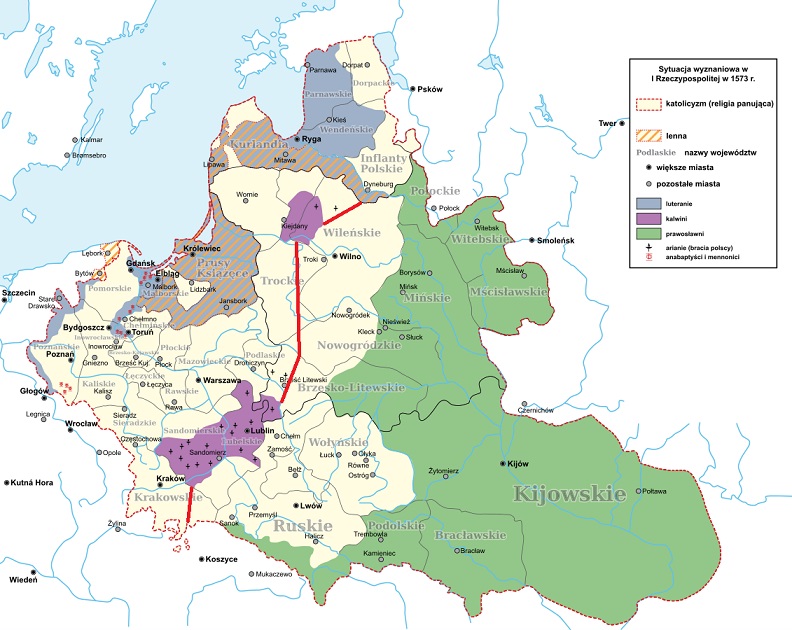 Sytuacja wyznaniowa w
I Rzeczypospolitej w 1573 r.
katolicyzm (religia panująca)
lenna
Podlaskie nazwy województw
większe miasta
pozostałe miasta
luteranie
kalwini
prawosławni
arianie (bracia polscy)
anabaptyści i mennonici
Parnawa
Dorpat
Dorpackie
Parnawskie
Psków
Kieś
Wendeńskie
Twer
Kalmar
Brømsebro
Ryga
Kurlandia
Mitawa
Lipawa
Inflanty
Polskie
Dyneburg
Połockie
Połock
Wornie
Kiejdany
Wileńskie
Witebsk
Witebskie
Smoleńsk
Królewiec
Lębork
Gdańsk
Elbląg
Prusy
Książęce
Trockie
Troki
Wilno
Borysów
Mścisław
Bytów
Malbork
Malborskie
Lidzbark
Mińsk
Mińskie
Mścisławskie
Szczecin
Pomorskie
Stare
Drawsko
Jansbork
Nowogródek
Chełmno
Chełmińskie
Bydgoszcz
Toruń
Nieśwież
Kleck
Słuck
Inowrocławskie
Inowrocław
Nowogródzkie
Poznańskie
Poznań
Gniezno
Brześć Kuj.
Płock
Płockie
Mazowieckie
Podlaskie
Drohiczyn
Łęczyckie
Łęczyca
Kaliskie
Kalisz
Warszawa
Brześć Litewski
Brzesko-Litewskie
Głogów
Rawskie
Rawa
Legnica
Sieradz
Sieradzkie
Czernichów
Wrocław
Sandomierskie
Lublin
Lubelskie
Chełm
Częstochowa
Opole
Sandomierz
Zamość
Wołyńskie
Łuck
Ołyka
Równe
Ostróg
Bełz
Żytomierz
Kijów
Kutná Hora
Kraków
Krakowskie
Kijowskie
Połtawa
Lwów
Przemyśl
Sanok
Ruskie
Halicz
Żylina
Trembowla
Podolskie
Bracławskie
Bracław
Kamieniec
Koszyce
Mukaczewo
Wiedeń